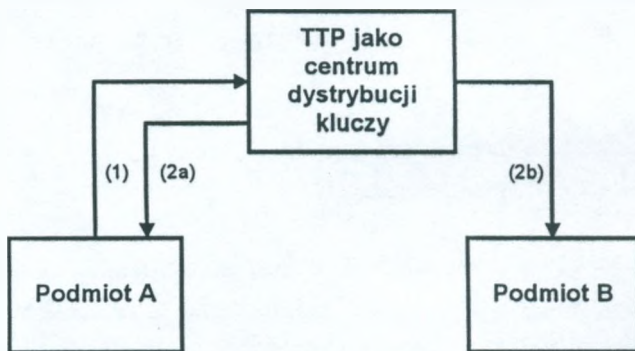 TTP jako
centrum
dystrybucji
kluczy
(1)
(2a)
(2b)
Podmiot A
Podmiot B